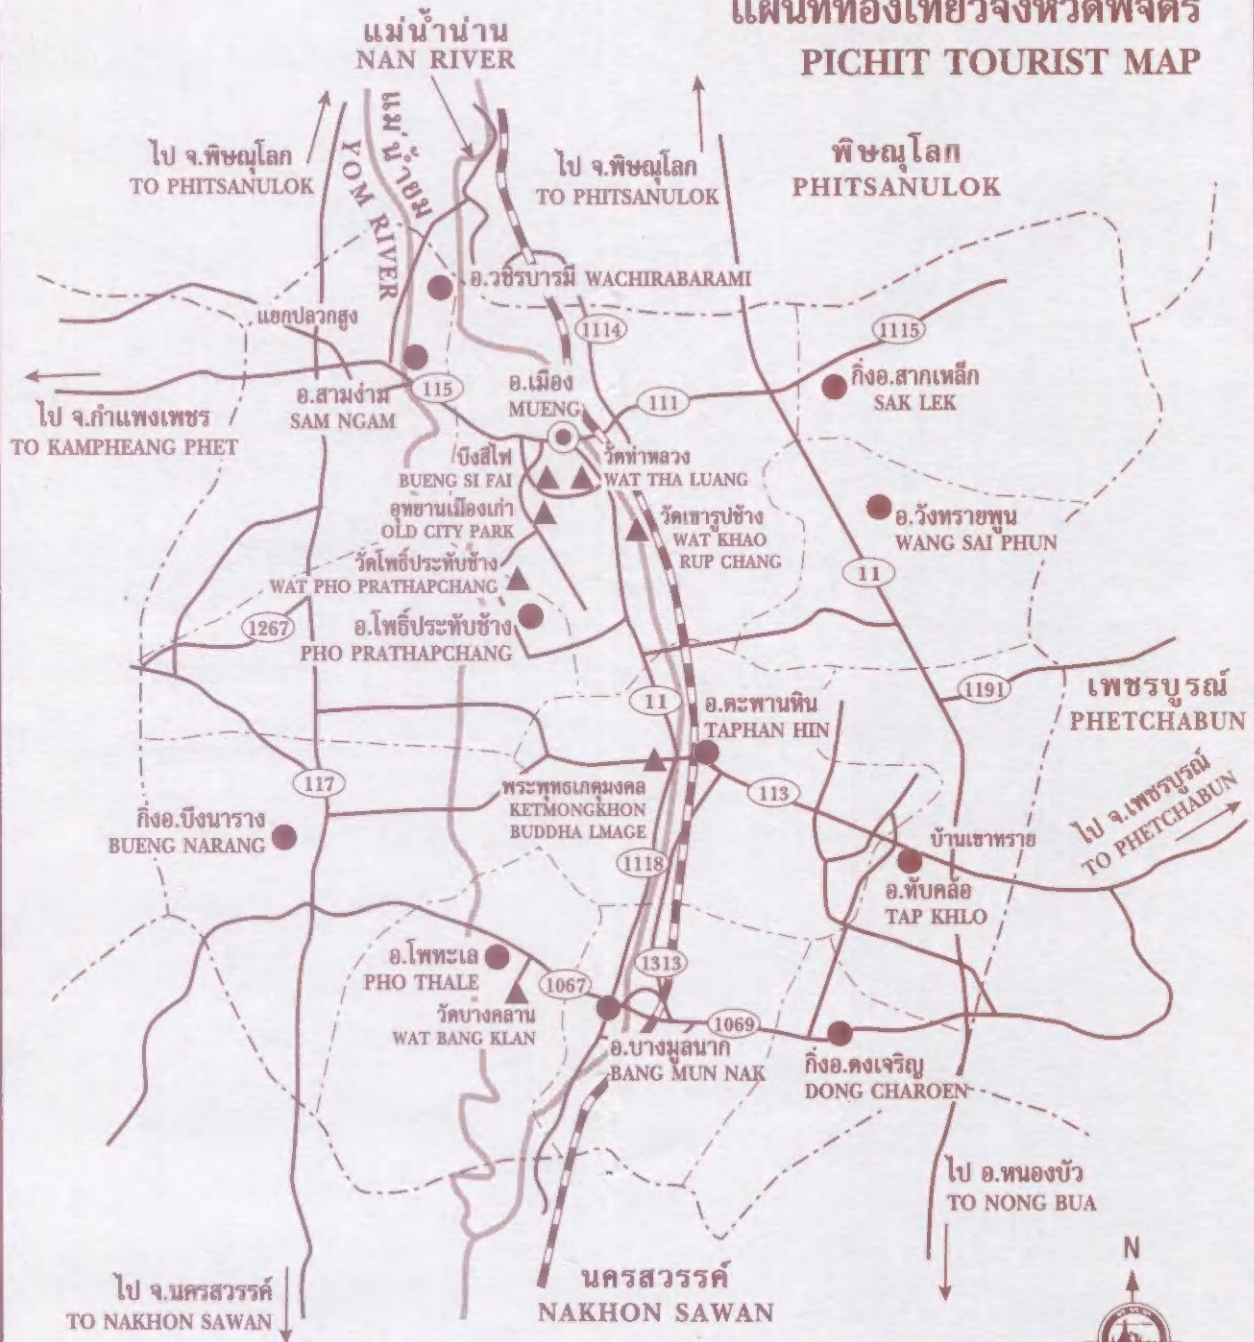 แผนที่ท่องเที่ยวจังหวัดพิจิตร
PICHIT TOURIST MAP
แม่น้ำน่าน
NAN RIVER
แม่น้ำยม
YOM RIVER
ไป จ.พิษณุโลก
TO PHITSANULOK
ไป จ.พิษณุโลก
TO PHITSANULOK
พิษณุโลก
PHITSANULOK
อ.วชิรบารมี WACHIRABARAMI
แยกปลวกสูง
1114
1115
อ.สามง่าม
SAM NGAM
115
อ.เมือง
MUENG
111
กิ่งอ.สากเหล็ก
SAK LEK
ไป จ.กำแพงเพชร
TO KAMPHEANG PHET
บึงสีไฟ
BUENG SI FAI
วัดท่าหลวง
WAT THA LUANG
อุทยานเมืองเก่า
OLD CITY PARK
วัดเขารูปช้าง
WAT KHAO
RUP CHANG
อ.วังทรายพูน
WANG SAI PHUN
วัดโพธิ์ประทับช้าง
WAT PHO PRATHAPCHANG
11
1267
อ.โพธิ์ประทับช้าง
PHO PRATHAPCHANG
11
1191
อ.ตะพานหิน
TAPHAN HIN
เพชรบูรณ์
PHETCHABUN
117
พระพุทธเกตุมงคล
KETMONGKHON
BUDDHA LMAGE
113
ไป จ.เพชรบูรณ์
TO PHETCHABUN
กิ่งอ.บึงนาราง
BUENG NARANG
1118
บ้านเขาทราย
อ.ทับคล้อ
TAP KHLO
อ.โพทะเล
PHO THALE
1313
1067
วัดบางคลาน
WAT BANG KLAN
1069
อ.บางมูลนาก
BANG MUN NAK
กิ่งอ.ดงเจริญ
DONG CHAROEN
ไป อ.หนองบัว
TO NONG BUA
N
ไป จ.นครสวรรค์
TO NAKHON SAWAN
นครสวรรค์
NAKHON SAWAN